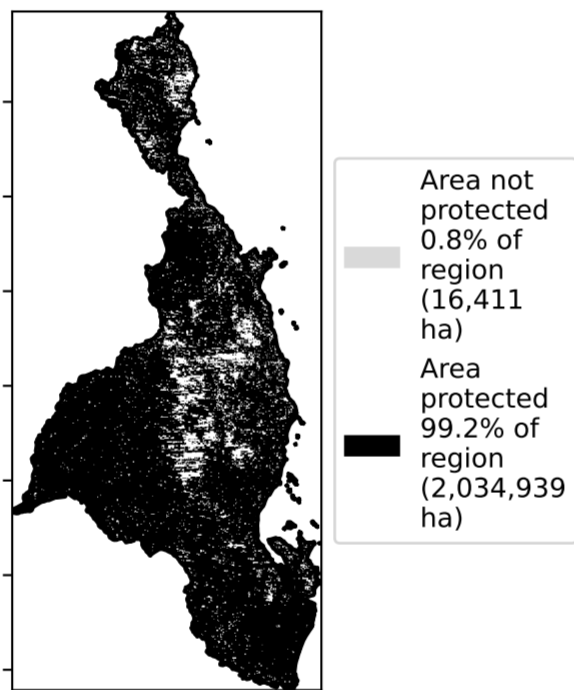 Area not
protected
0.8% of
region
(16,411
ha)
Area
protected
99.2% of
region
(2,034,939
ha)